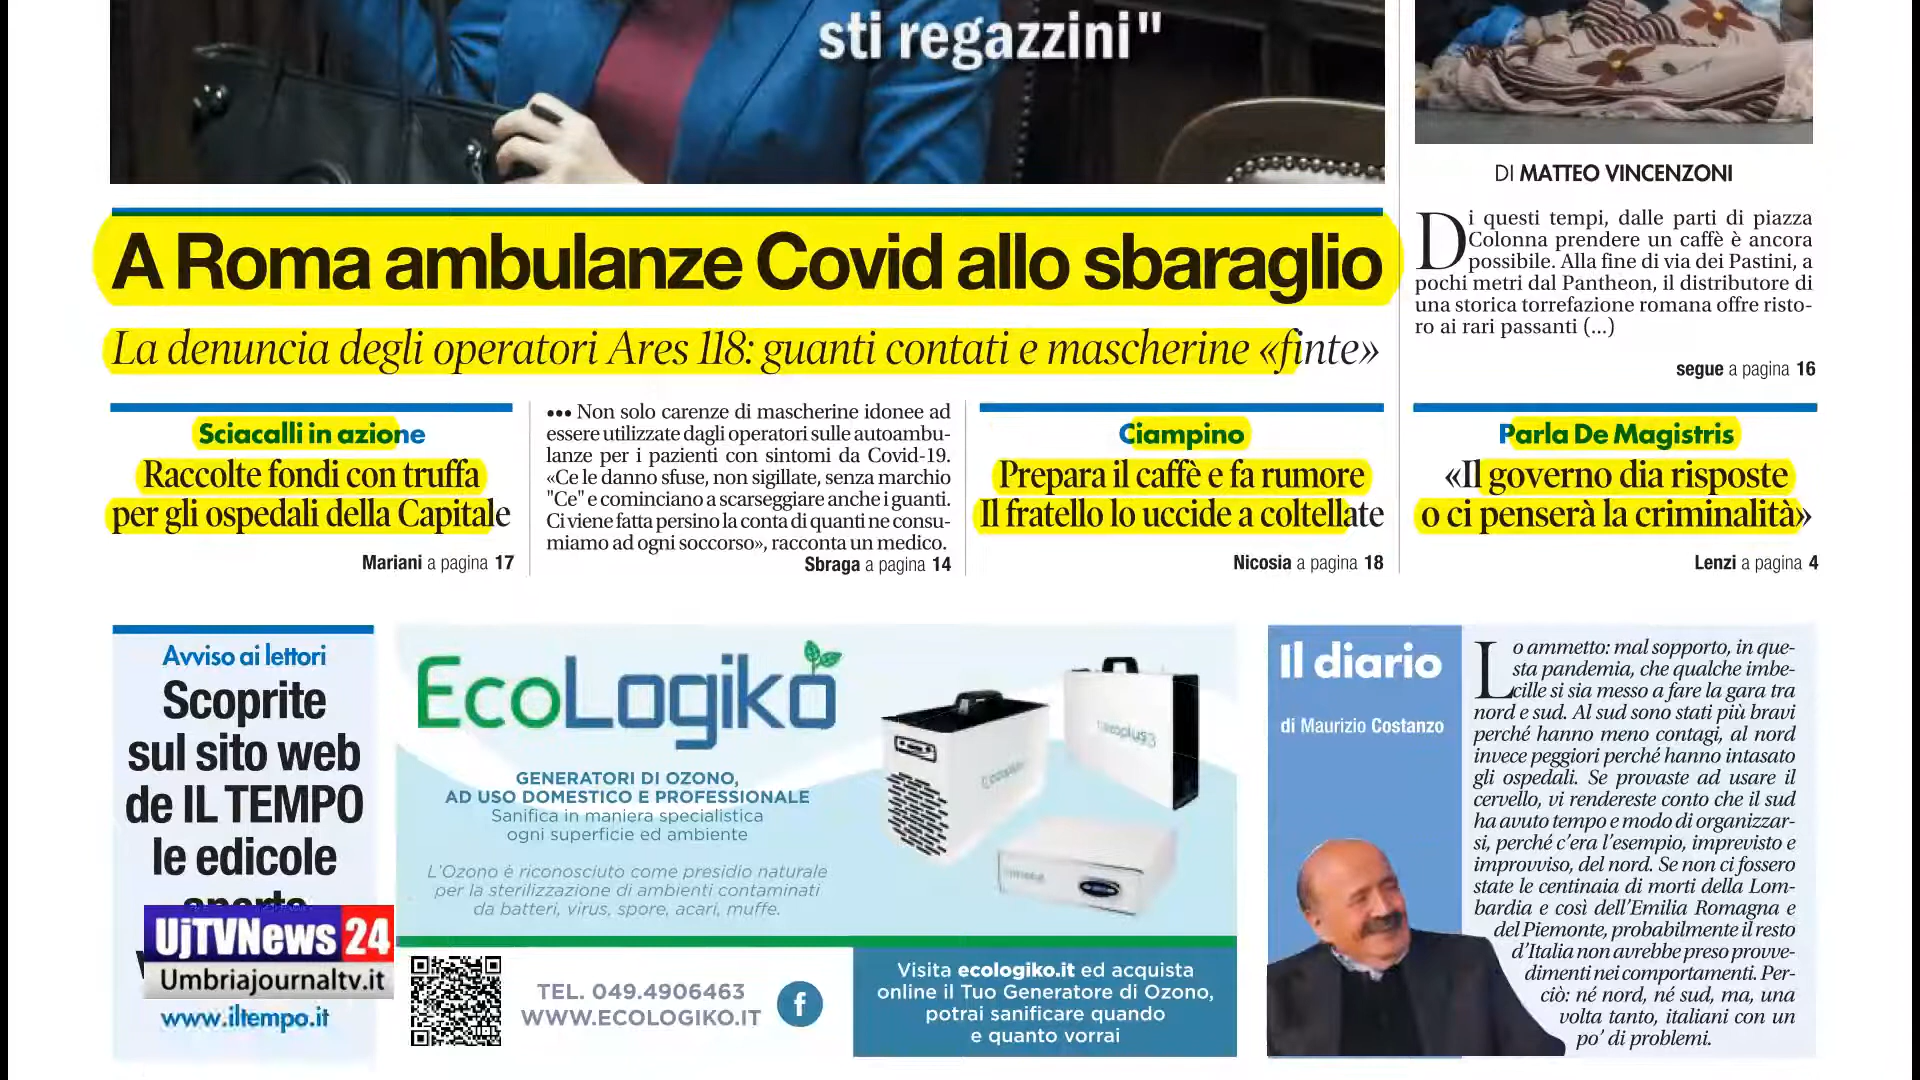 sti regazzini"
DI MATTEO VINCENZONI
Di questi tempi, dalle parti di piazza
Colonna prendere un caffè è ancora
possibile. Alla fine di via dei Pastini, a
pochi metri dal Pantheon, il distributore di
una storica torrefazione romana offre risto-
ro ai rari passanti (...)
segue a pagina 16
A Roma ambulanze Covid allo sbaraglio
La denuncia degli operatori Ares 118: guanti contati e mascherine «finte»
Sciacalli in azione
Raccolte fondi con truffa
per gli ospedali della Capitale
Mariani a pagina 17
••• Non solo carenze di mascherine idonee ad
essere utilizzate dagli operatori sulle autoambu-
lanze per i pazienti con sintomi da Covid-19.
«Ce le danno sfuse, non sigillate, senza marchio
"Ce" e cominciano a scarseggiare anche i guanti.
Ci viene fatta persino la conta di quanti ne consu-
miamo ad ogni soccorso», racconta un medico.
Sbraga a pagina 14
Ciampino
Prepara il caffè e fa rumore
Il fratello lo uccide a coltellate
Nicosia a pagina 18
Parla De Magistris
«Il governo dia risposte
o ci penserà la criminalità»
Lenzi a pagina 4
Avviso ai lettori
Scoprite
sul sito web
de IL TEMPO
le edicole
UjTVNews 24
Umbriajournaltv.it
www.iltempo.it
EcoLogiko
GENERATORI DI OZONO,
AD USO DOMESTICO E PROFESSIONALE
Sanifica in maniera specialistica
ogni superficie ed ambiente
L'Ozono è riconosciuto come presidio naturale
per la sterilizzazione di ambienti contaminati
da batteri, virus, spore, acari, muffe.
TEL. 049.4906463
WWW.ECOLOGIKO.IT
f
Visita ecologiko.it ed acquista
online il Tuo Generatore di Ozono,
potrai sanificare quando
e quanto vorrai
Il diario
di Maurizio Costanzo
Lo ammetto: mal sopporto, in que-
sta pandemia, che qualche imbe-
cille si sia messo a fare la gara tra
nord e sud. Al sud sono stati più bravi
perché hanno meno contagi, al nord
invece peggiori perché hanno intasato
gli ospedali. Se provaste ad usare il
cervello, vi rendereste conto che il sud
ha avuto tempo e modo di organizzar-
si, perché c'era l'esempio, imprevisto e
improvviso, del nord. Se non ci fossero
state le centinaia di morti della Lom-
bardia e così dell'Emilia Romagna e
del Piemonte, probabilmente il resto
d'Italia non avrebbe preso provve-
dimenti nei comportamenti. Per-
ciò: né nord, né sud, ma, una
volta tanto, italiani con un
po' di problemi.